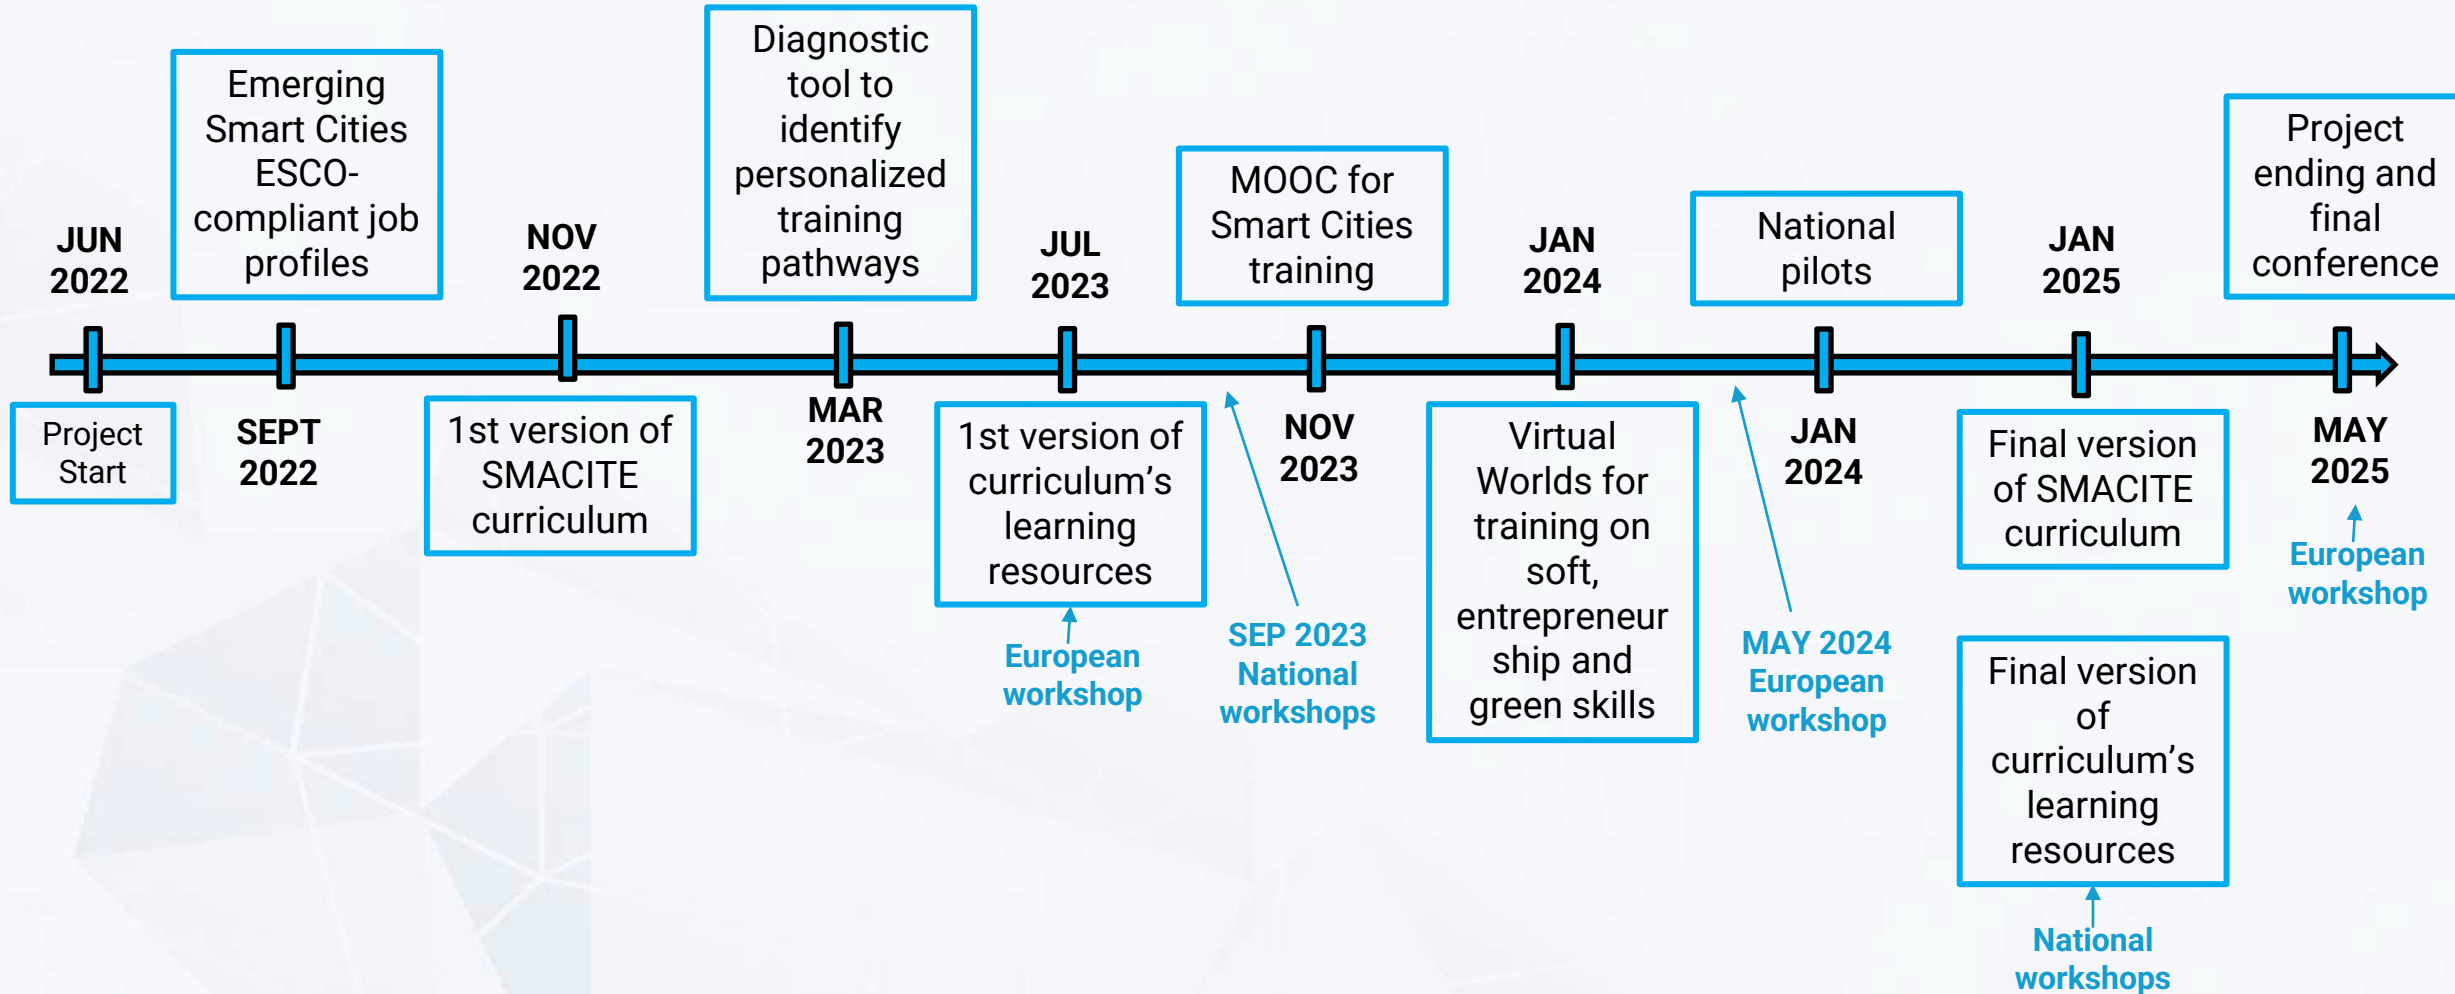 JUN
2022
Project
Start
Emerging
Smart Cities
ESCO-
compliant job
profiles
SEPT
2022
NOV
2022
1st version of
SMACITE
curriculum
Diagnostic
tool to
identify
personalized
training
pathways
MAR
2023
JUL
2023
1st version of
curriculum’s
learning
resources
European
workshop
SEP 2023
National
workshops
MOOC for
Smart Cities
training
NOV
2023
JAN
2024
Virtual
Worlds for
training on
soft,
entrepreneur
ship and
green skills
MAY 2024
European
workshop
National
pilots
JAN
2024
JAN
2025
Final version
of SMACITE
curriculum
Final version
of
curriculum’s
learning
resources
National
workshops
Project
ending and
final
conference
MAY
2025
European
workshop